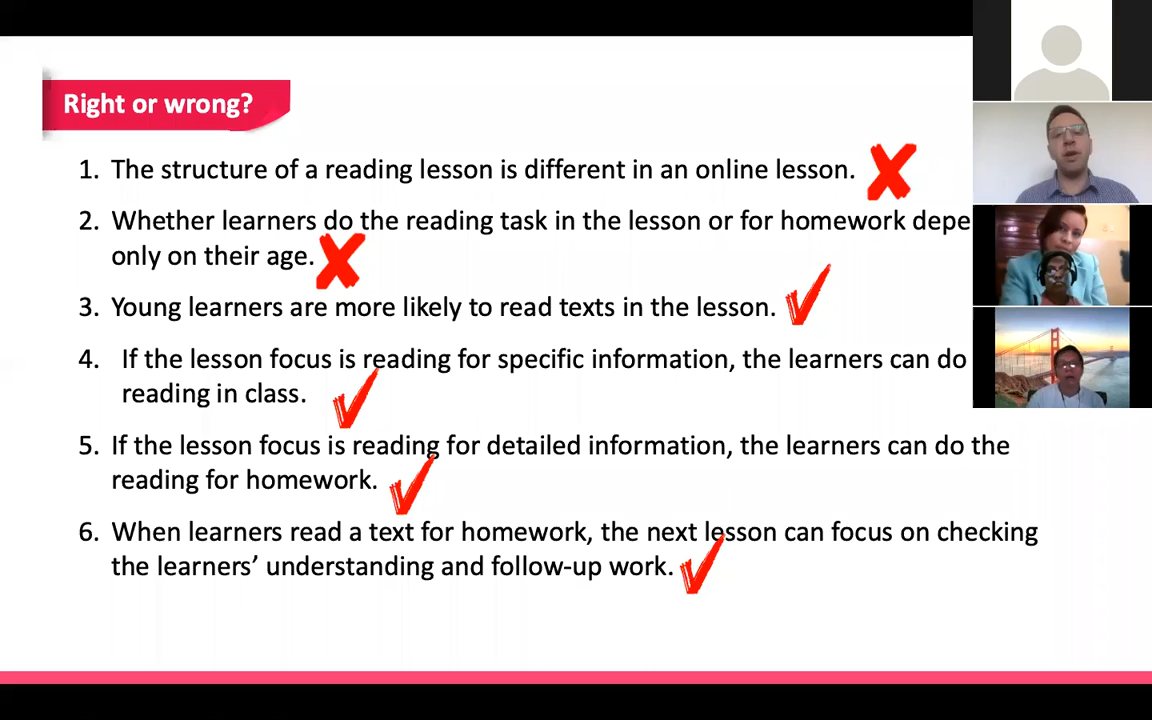 Right or wrong?
1. The structure of a reading lesson is different in an online lesson.
2. Whether learners do the reading task in the lesson or for homework depe
only on their age.
3. Young learners are more likely to read texts in the lesson.
4. If the lesson focus is reading for specific information, the learners can do
reading in class.
5. If the lesson focus is reading for detailed information, the learners can do the
reading for homework.
6. When learners read a text for homework, the next lesson can focus on checking
the learners’ understanding and follow-up work.